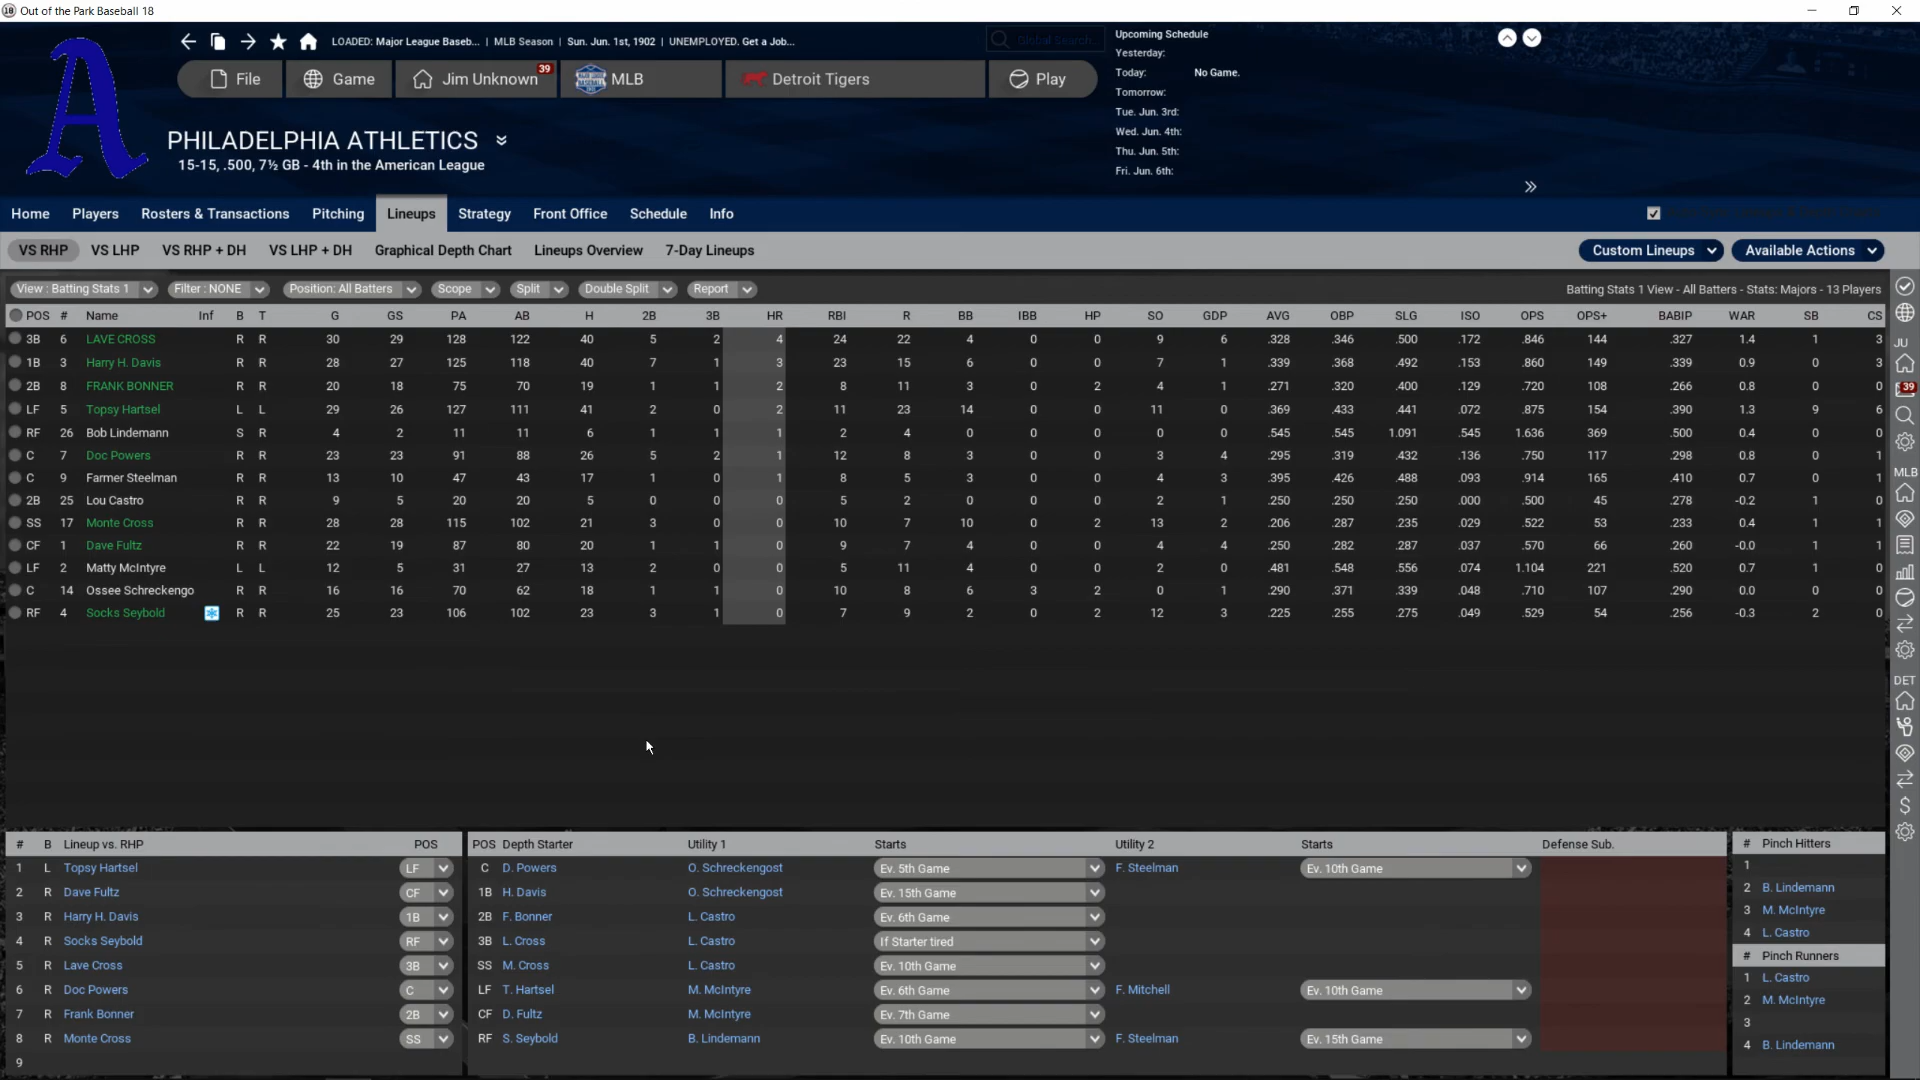 Out of the Park Baseball 18
LOADED: Major League Baseb... | MLB Season | Sun. Jun. 1st, 1902 | UNEMPLOYED. Get a Job...
Global Search...
File Game Jim Unknown 39 MLB Detroit Tigers Play
Upcoming Schedule
Yesterday:
Today: No Game.
Tomorrow:
Tue. Jun. 3rd:
Wed. Jun. 4th:
Thu. Jun. 5th:
Fri. Jun. 6th:
A
PHILADELPHIA ATHLETICS
15-15, .500, 7½ GB - 4th in the American League
Home Players Rosters & Transactions Pitching Lineups Strategy Front Office Schedule Info
VS RHP VS LHP VS RHP + DH VS LHP + DH Graphical Depth Chart Lineups Overview 7-Day Lineups Custom Lineups Available Actions
View : Batting Stats 1 Filter : NONE Position: All Batters Scope Split Double Split Report Batting Stats 1 View - All Batters - Stats: Majors - 13 Players
POS # Name Inf B T G GS PA AB H 2B 3B HR RBI R BB IBB HP SO GDP AVG OBP SLG ISO OPS OPS+ BABIP WAR SB CS
3B 6 LAVE CROSS R R 30 29 128 122 40 5 2 4 24 22 4 0 0 9 6 .328 .346 .500 .172 .846 144 .327 1.4 1 3
1B 3 Harry H. Davis R R 28 27 125 118 40 7 1 3 23 15 6 0 0 7 1 .339 .368 .492 .153 .860 149 .339 0.9 0 3
2B 8 FRANK BONNER R R 20 18 75 70 19 1 1 2 8 11 3 0 2 4 1 .271 .320 .400 .129 .720 108 .266 0.8 0 0
LF 5 Topsy Hartsel L L 29 26 127 111 41 2 0 2 11 23 14 0 0 11 0 .369 .433 .441 .072 .875 154 .390 1.3 9 6
RF 26 Bob Lindemann S R 4 2 11 11 6 1 1 1 2 4 0 0 0 0 0 .545 .545 1.091 .545 1.636 369 .500 0.4 0 0
C 7 Doc Powers R R 23 23 91 88 26 5 2 1 12 8 3 0 0 3 4 .295 .319 .432 .136 .750 117 .298 0.8 0 1
C 9 Farmer Steelman R R 13 10 47 43 17 1 0 1 8 5 3 0 0 4 3 .395 .426 .488 .093 .914 165 .410 0.7 0 1
2B 25 Lou Castro R R 9 5 20 20 5 0 0 0 5 2 0 0 0 2 1 .250 .250 .250 .000 .500 45 .278 -0.2 1 0
SS 17 Monte Cross R R 28 28 115 102 21 3 0 0 10 7 10 0 2 13 2 .206 .287 .235 .029 .522 53 .233 0.4 1 1
CF 1 Dave Fultz R R 22 19 87 80 20 1 1 0 9 7 4 0 0 4 4 .250 .282 .287 .037 .570 66 .260 -0.0 1 1
LF 2 Matty McIntyre L L 12 5 31 27 13 2 0 0 5 11 4 0 0 2 0 .481 .548 .556 .074 1.104 221 .520 0.7 1 0
C 14 Ossee Schreckengo R R 16 16 70 62 18 1 1 0 10 8 6 3 2 0 1 .290 .371 .339 .048 .710 107 .290 0.0 0 0
RF 4 Socks Seybold R R 25 23 106 102 23 3 1 0 7 9 2 0 2 12 3 .225 .255 .275 .049 .529 54 .256 -0.3 2 0
JU
39
MLB
DET
# B Lineup vs. RHP POS
1 L Topsy Hartsel LF
2 R Dave Fultz CF
3 R Harry H. Davis 1B
4 R Socks Seybold RF
5 R Lave Cross 3B
6 R Doc Powers C
7 R Frank Bonner 2B
8 R Monte Cross SS
9
POS Depth Starter Utility 1 Starts Utility 2 Starts Defense Sub.
C D. Powers O. Schreckengost Ev. 5th Game F. Steelman Ev. 10th Game
1B H. Davis O. Schreckengost Ev. 15th Game
2B F. Bonner L. Castro Ev. 6th Game
3B L. Cross L. Castro If Starter tired
SS M. Cross L. Castro Ev. 10th Game
LF T. Hartsel M. McIntyre Ev. 6th Game F. Mitchell Ev. 10th Game
CF D. Fultz M. McIntyre Ev. 7th Game
RF S. Seybold B. Lindemann Ev. 10th Game F. Steelman Ev. 15th Game
# Pinch Hitters
1
2 B. Lindemann
3 M. McIntyre
4 L. Castro
# Pinch Runners
1 L. Castro
2 M. McIntyre
3
4 B. Lindemann